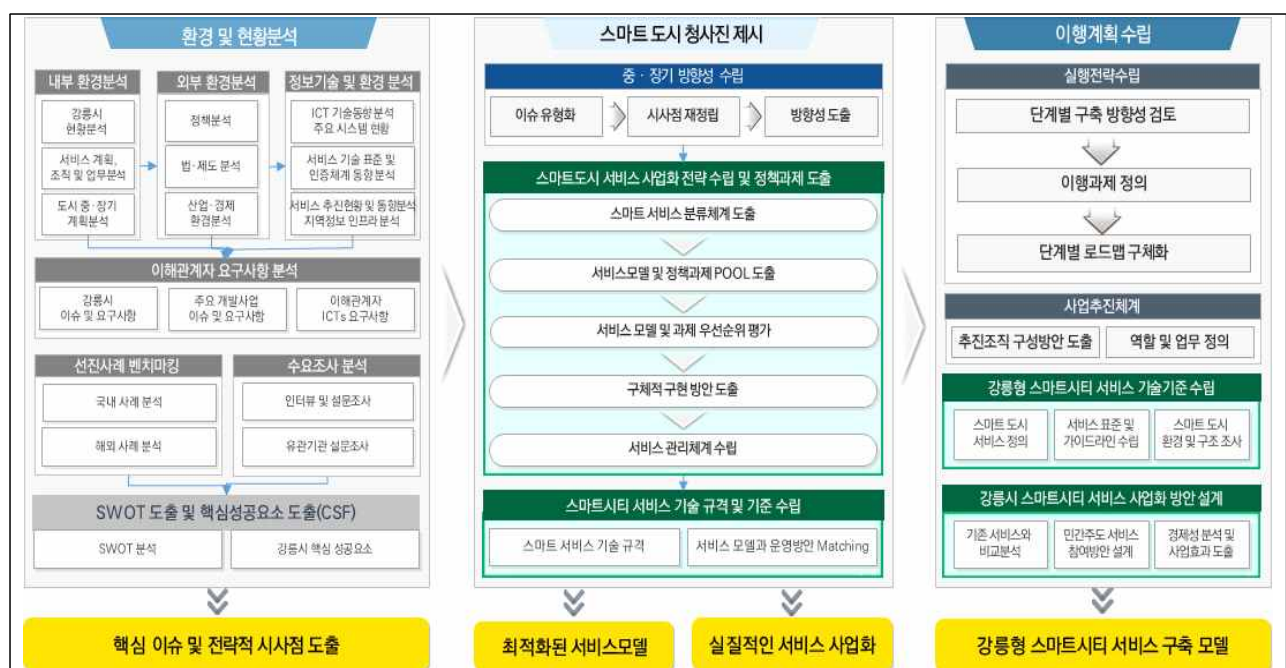 환경 및 현황분석
내부 환경분석
강릉시
현황분석
서비스 계획,
조직 및 업무분석
도시 중·장기
계획분석
외부 환경분석
정책분석
법·제도 분석
산업·경제
환경분석
정보기술 및 환경 분석
ICT 기술동향분석
주요 시스템 현황
서비스 기술 표준 및
인증체계 동향분석
서비스 추진현황 및 동향분석
지역정보 인프라 분석
이해관계자 요구사항 분석
강릉시
이슈 및 요구사항
주요 개발사업
이슈 및 요구사항
이해관계자
ICTs 요구사항
선진사례 벤치마킹
국내 사례 분석
해외 사례 분석
수요조사 분석
인터뷰 및 설문조사
유관기관 설문조사
SWOT 도출 및 핵심성공요소 도출(CSF)
SWOT 분석
강릉시 핵심 성공요소
핵심 이슈 및 전략적 시사점 도출
스마트 도시 청사진 제시
중·장기 방향성 수립
이슈 유형화
시사점 재정립
방향성 도출
스마트도시 서비스 사업화 전략 수립 및 정책과제 도출
스마트 서비스 분류체계 도출
서비스모델 및 정책과제 POOL 도출
서비스 모델 및 과제 우선순위 평가
구체적 구현 방안 도출
서비스 관리체계 수립
스마트시티 서비스 기술 규격 및 기준 수립
스마트 서비스 기술 규격
서비스 모델과 운영방안 Matching
최적화된 서비스모델
실질적인 서비스 사업화
이행계획 수립
실행전략수립
단계별 구축 방향성 검토
이행과제 정의
단계별 로드맵 구체화
사업추진체계
추진조직 구성방안 도출
역할 및 업무 정의
강릉형 스마트시티 서비스 기술기준 수립
스마트 도시
서비스 정의
서비스 표준 및
가이드라인 수립
스마트 도시
환경 및 구조 조사
강릉시 스마트시티 서비스 사업화 방안 설계
기존 서비스와
비교분석
민간주도 서비스
참여방안 설계
경제성 분석 및
사업효과 도출
강릉형 스마트시티 서비스 구축 모델